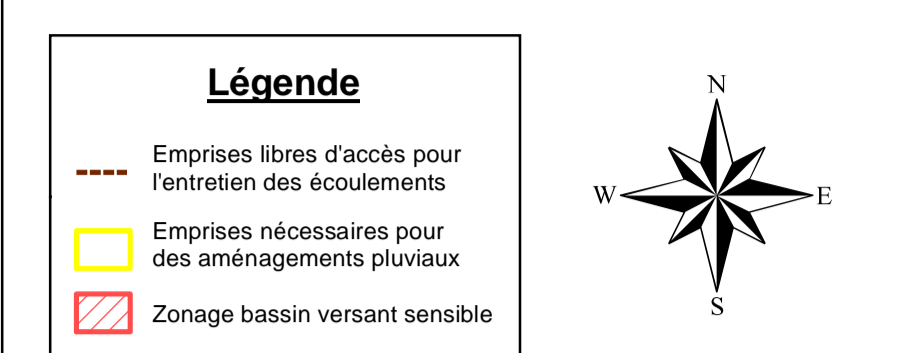 Légende
Emprises libres d'accès pour
l'entretien des écoulements
Emprises nécessaires pour
des aménagements pluviaux
Zonage bassin versant sensible
N
W
E
S